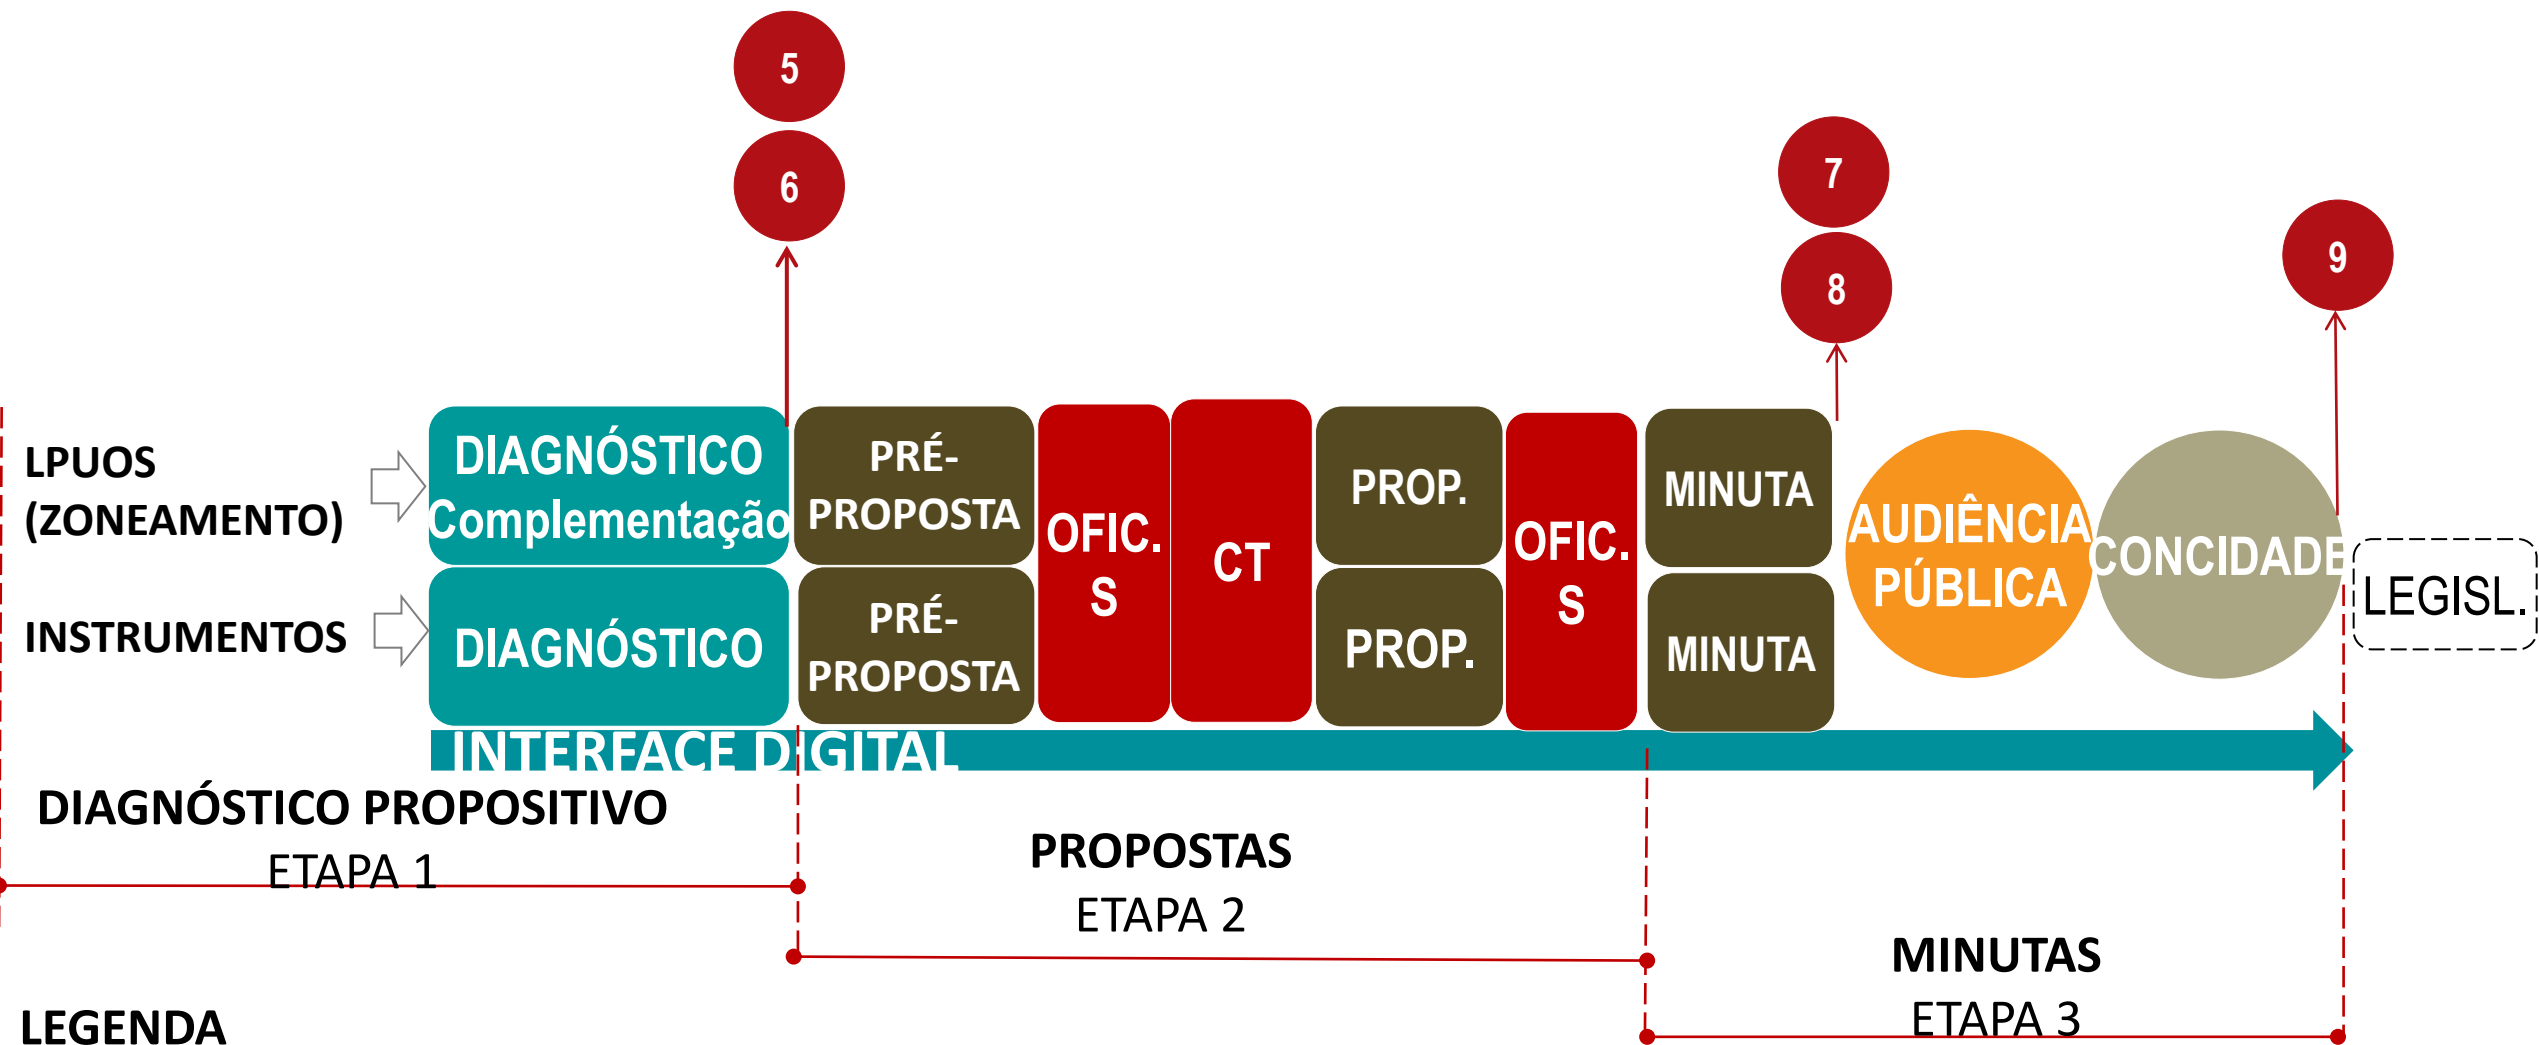 5
6
7
8
9
LPUOS
(ZONEAMENTO)
INSTRUMENTOS
DIAGNÓSTICO
Complementação
DIAGNÓSTICO
PRÉ-
PROPOSTA
PRÉ-
PROPOSTA
OFIC.
S
CT
PROP.
PROP.
OFIC.
S
MINUTA
MINUTA
AUDIÊNCIA
PÚBLICA
CONCIDADE
LEGISL.
INTERFACE DIGITAL
DIAGNÓSTICO PROPOSITIVO
ETAPA 1
PROPOSTAS
ETAPA 2
MINUTAS
ETAPA 3
LEGENDA